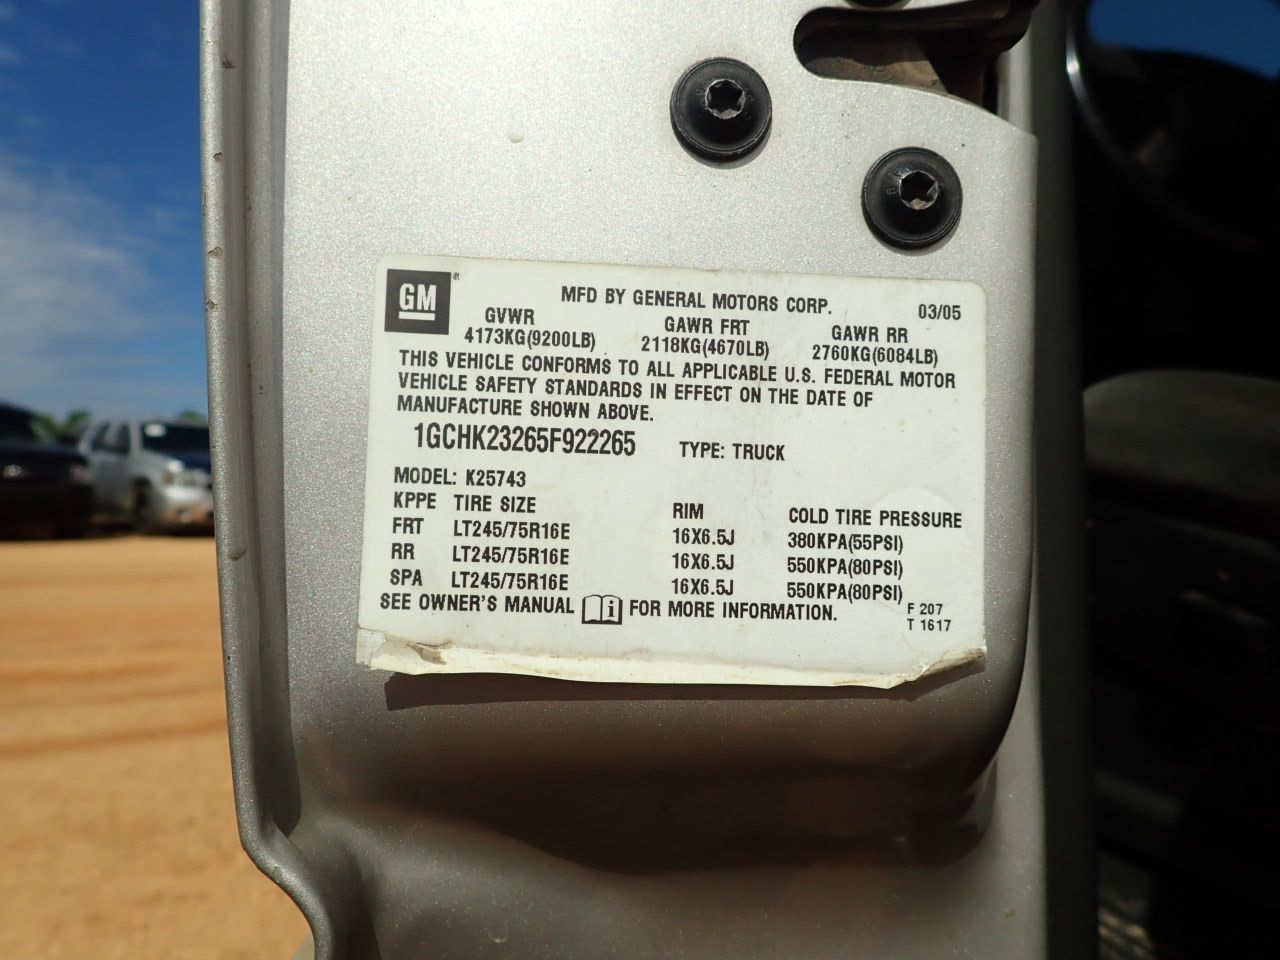 GM
MFD BY GENERAL MOTORS CORP. 03/05
GVWR GAWR FRT GAWR RR
4173KG(9200LB) 2118KG(4670LB) 2760KG(6084LB)
THIS VEHICLE CONFORMS TO ALL APPLICABLE U.S. FEDERAL MOTOR
VEHICLE SAFETY STANDARDS IN EFFECT ON THE DATE OF
MANUFACTURE SHOWN ABOVE.
1GCHK23265F922265 TYPE: TRUCK
MODEL: K25743
KPPE TIRE SIZE RIM COLD TIRE PRESSURE
FRT LT245/75R16E 16X6.5J 380KPA(55PSI)
RR LT245/75R16E 16X6.5J 550KPA(80PSI)
SPA LT245/75R16E 16X6.5J 550KPA(80PSI)
SEE OWNER'S MANUAL i FOR MORE INFORMATION.
F 207
T 1617